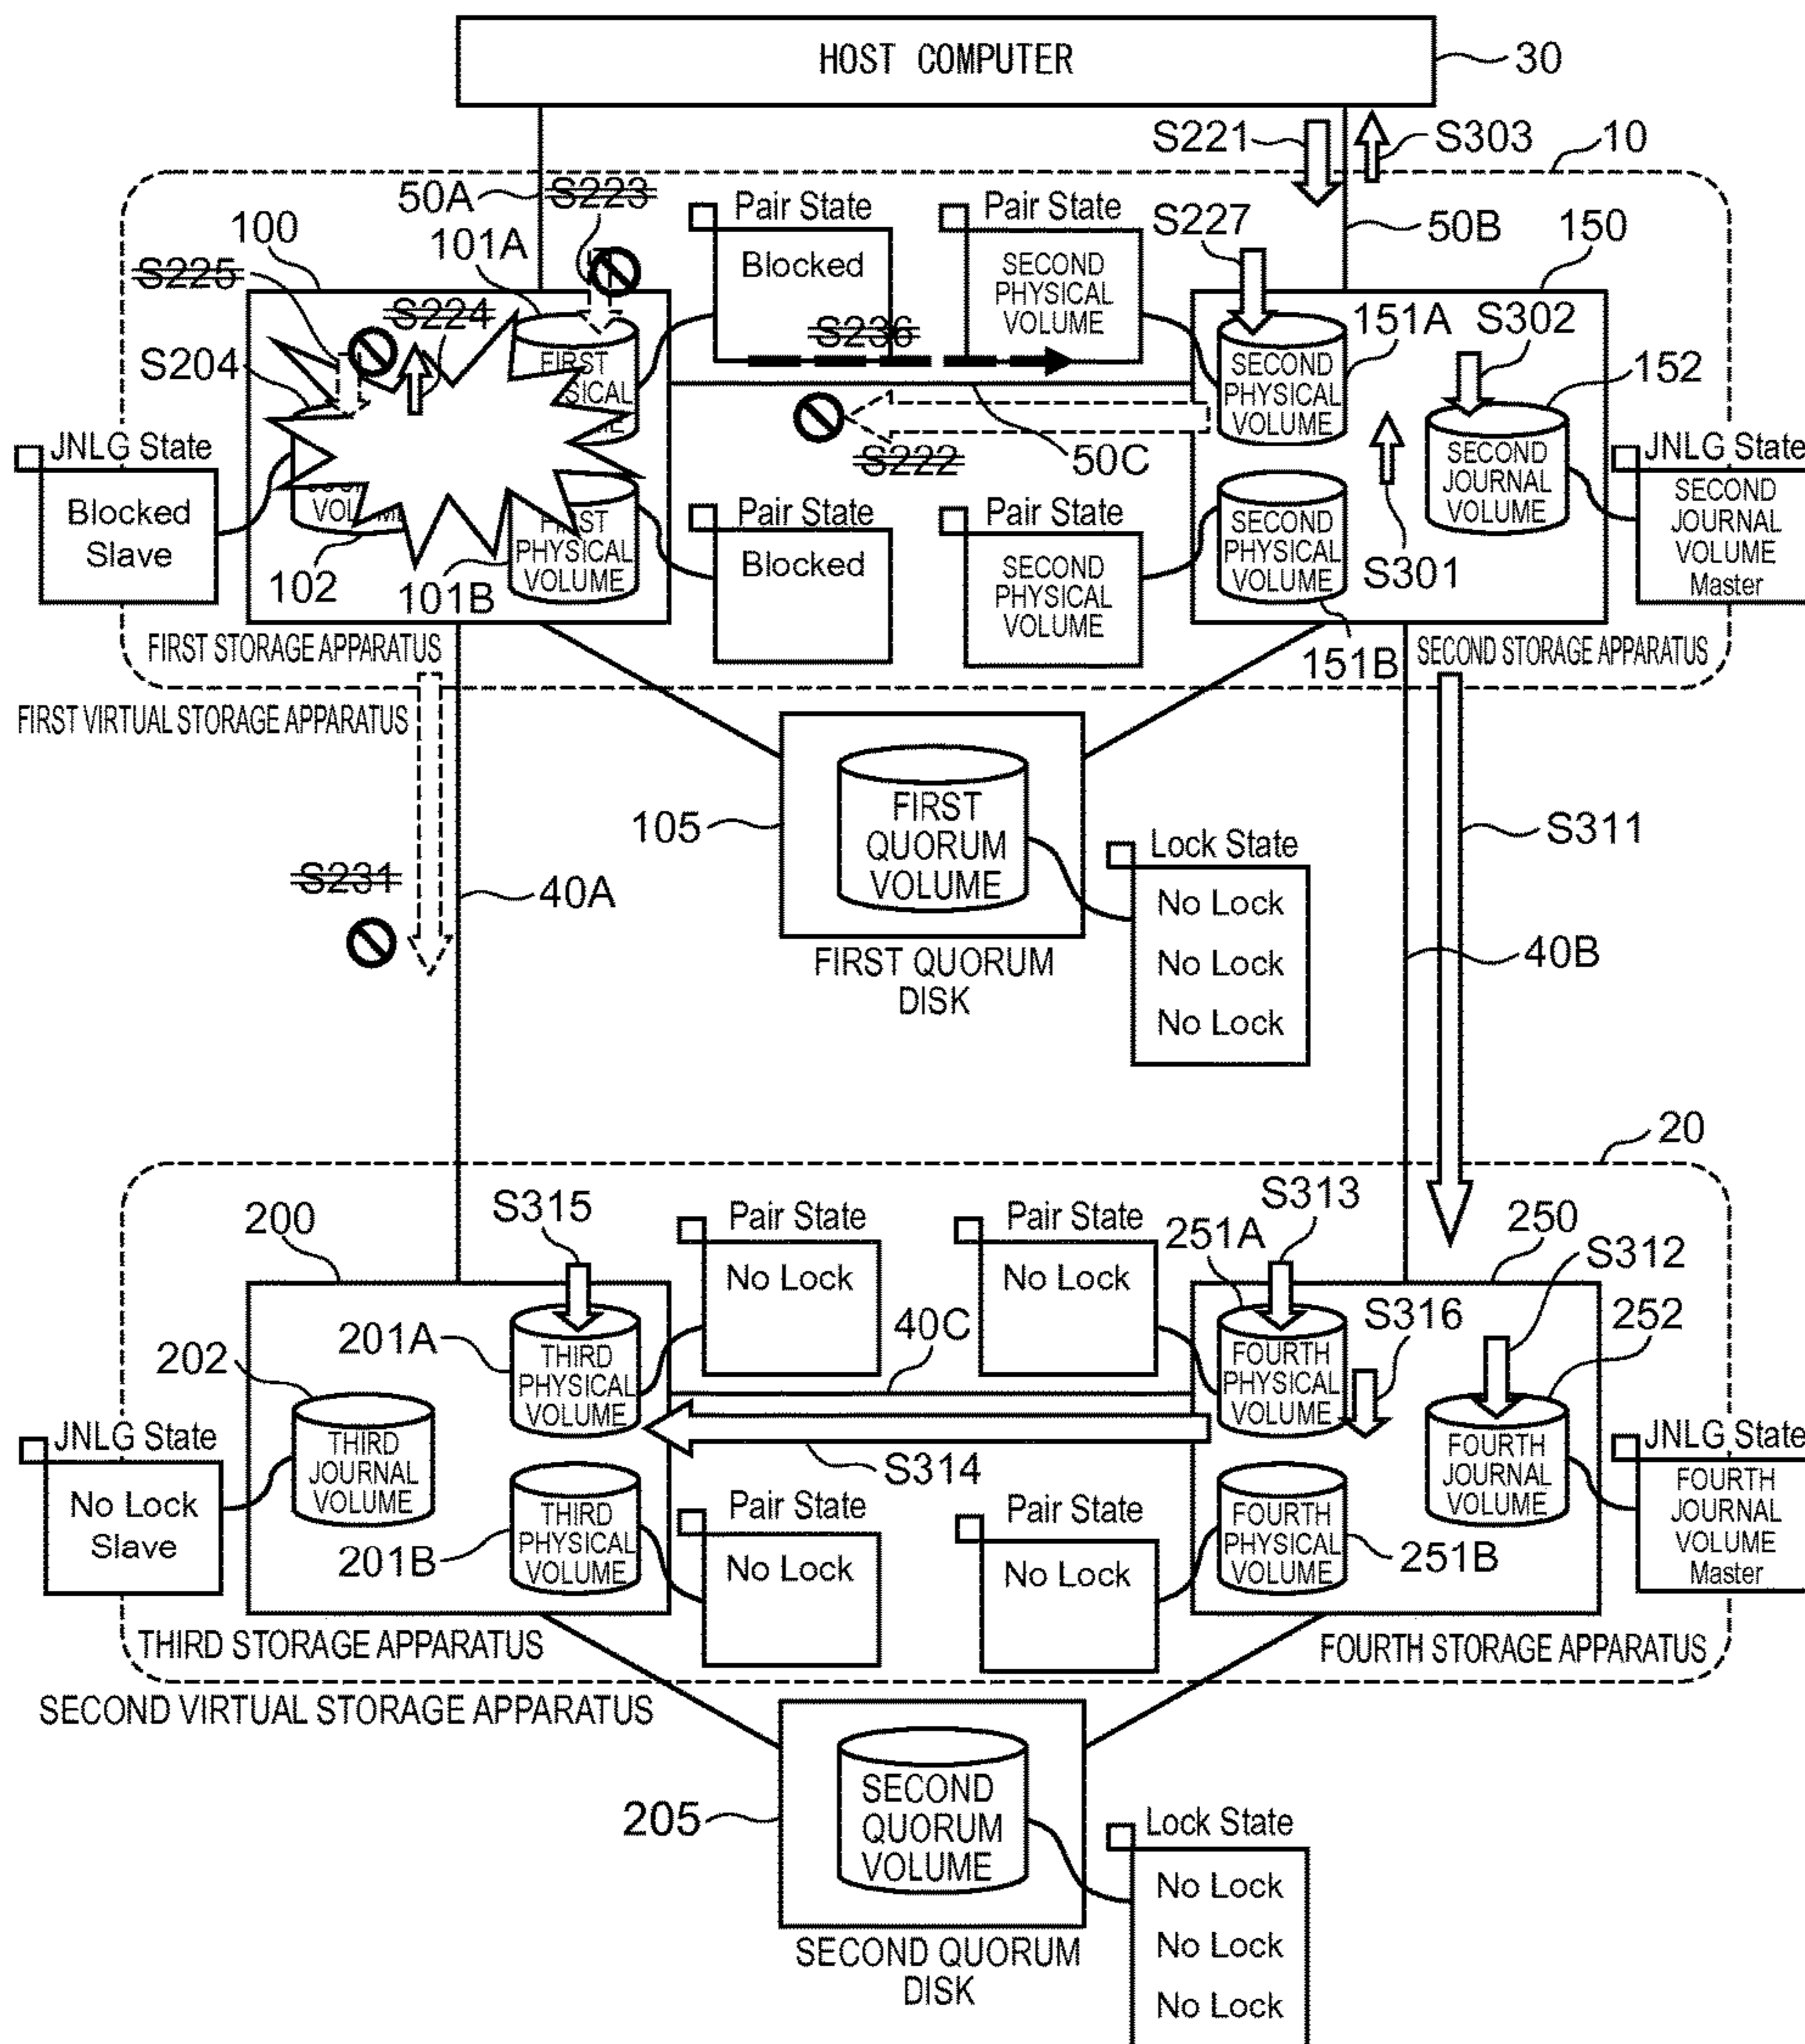 HOST COMPUTER
30
S221
S303
10
50A
S223
Pair State
Blocked
Pair State
SECOND
PHYSICAL
VOLUME
S227
50B
150
100
101A
S225
S224
S204
FIRST
S236
SECOND
PHYSICAL
VOLUME
151A
S302
152
JNLG State
Blocked
Slave
S222
50C
SECOND
JOURNAL
VOLUME
JNLG State
SECOND
JOURNAL
VOLUME
Master
102
101B
PHYSICAL
VOLUME
Pair State
Blocked
Pair State
SECOND
PHYSICAL
VOLUME
SECOND
PHYSICAL
VOLUME
S301
151B
FIRST STORAGE APPARATUS
SECOND STORAGE APPARATUS
FIRST VIRTUAL STORAGE APPARATUS
105
FIRST
QUORUM
VOLUME
FIRST QUORUM
DISK
Lock State
No Lock
No Lock
No Lock
S231
40A
S311
40B
20
200
S315
Pair State
No Lock
Pair State
No Lock
251A
S313
250
S312
S316
252
201A
THIRD
PHYSICAL
VOLUME
40C
FOURTH
PHYSICAL
VOLUME
202
THIRD
JOURNAL
VOLUME
JNLG State
No Lock
Slave
S314
FOURTH
JOURNAL
VOLUME
JNLG State
FOURTH
JOURNAL
VOLUME
Master
201B
THIRD
PHYSICAL
VOLUME
Pair State
No Lock
Pair State
No Lock
FOURTH
PHYSICAL
VOLUME
251B
THIRD STORAGE APPARATUS
FOURTH STORAGE APPARATUS
SECOND VIRTUAL STORAGE APPARATUS
205
SECOND
QUORUM
VOLUME
SECOND QUORUM
DISK
Lock State
No Lock
No Lock
No Lock